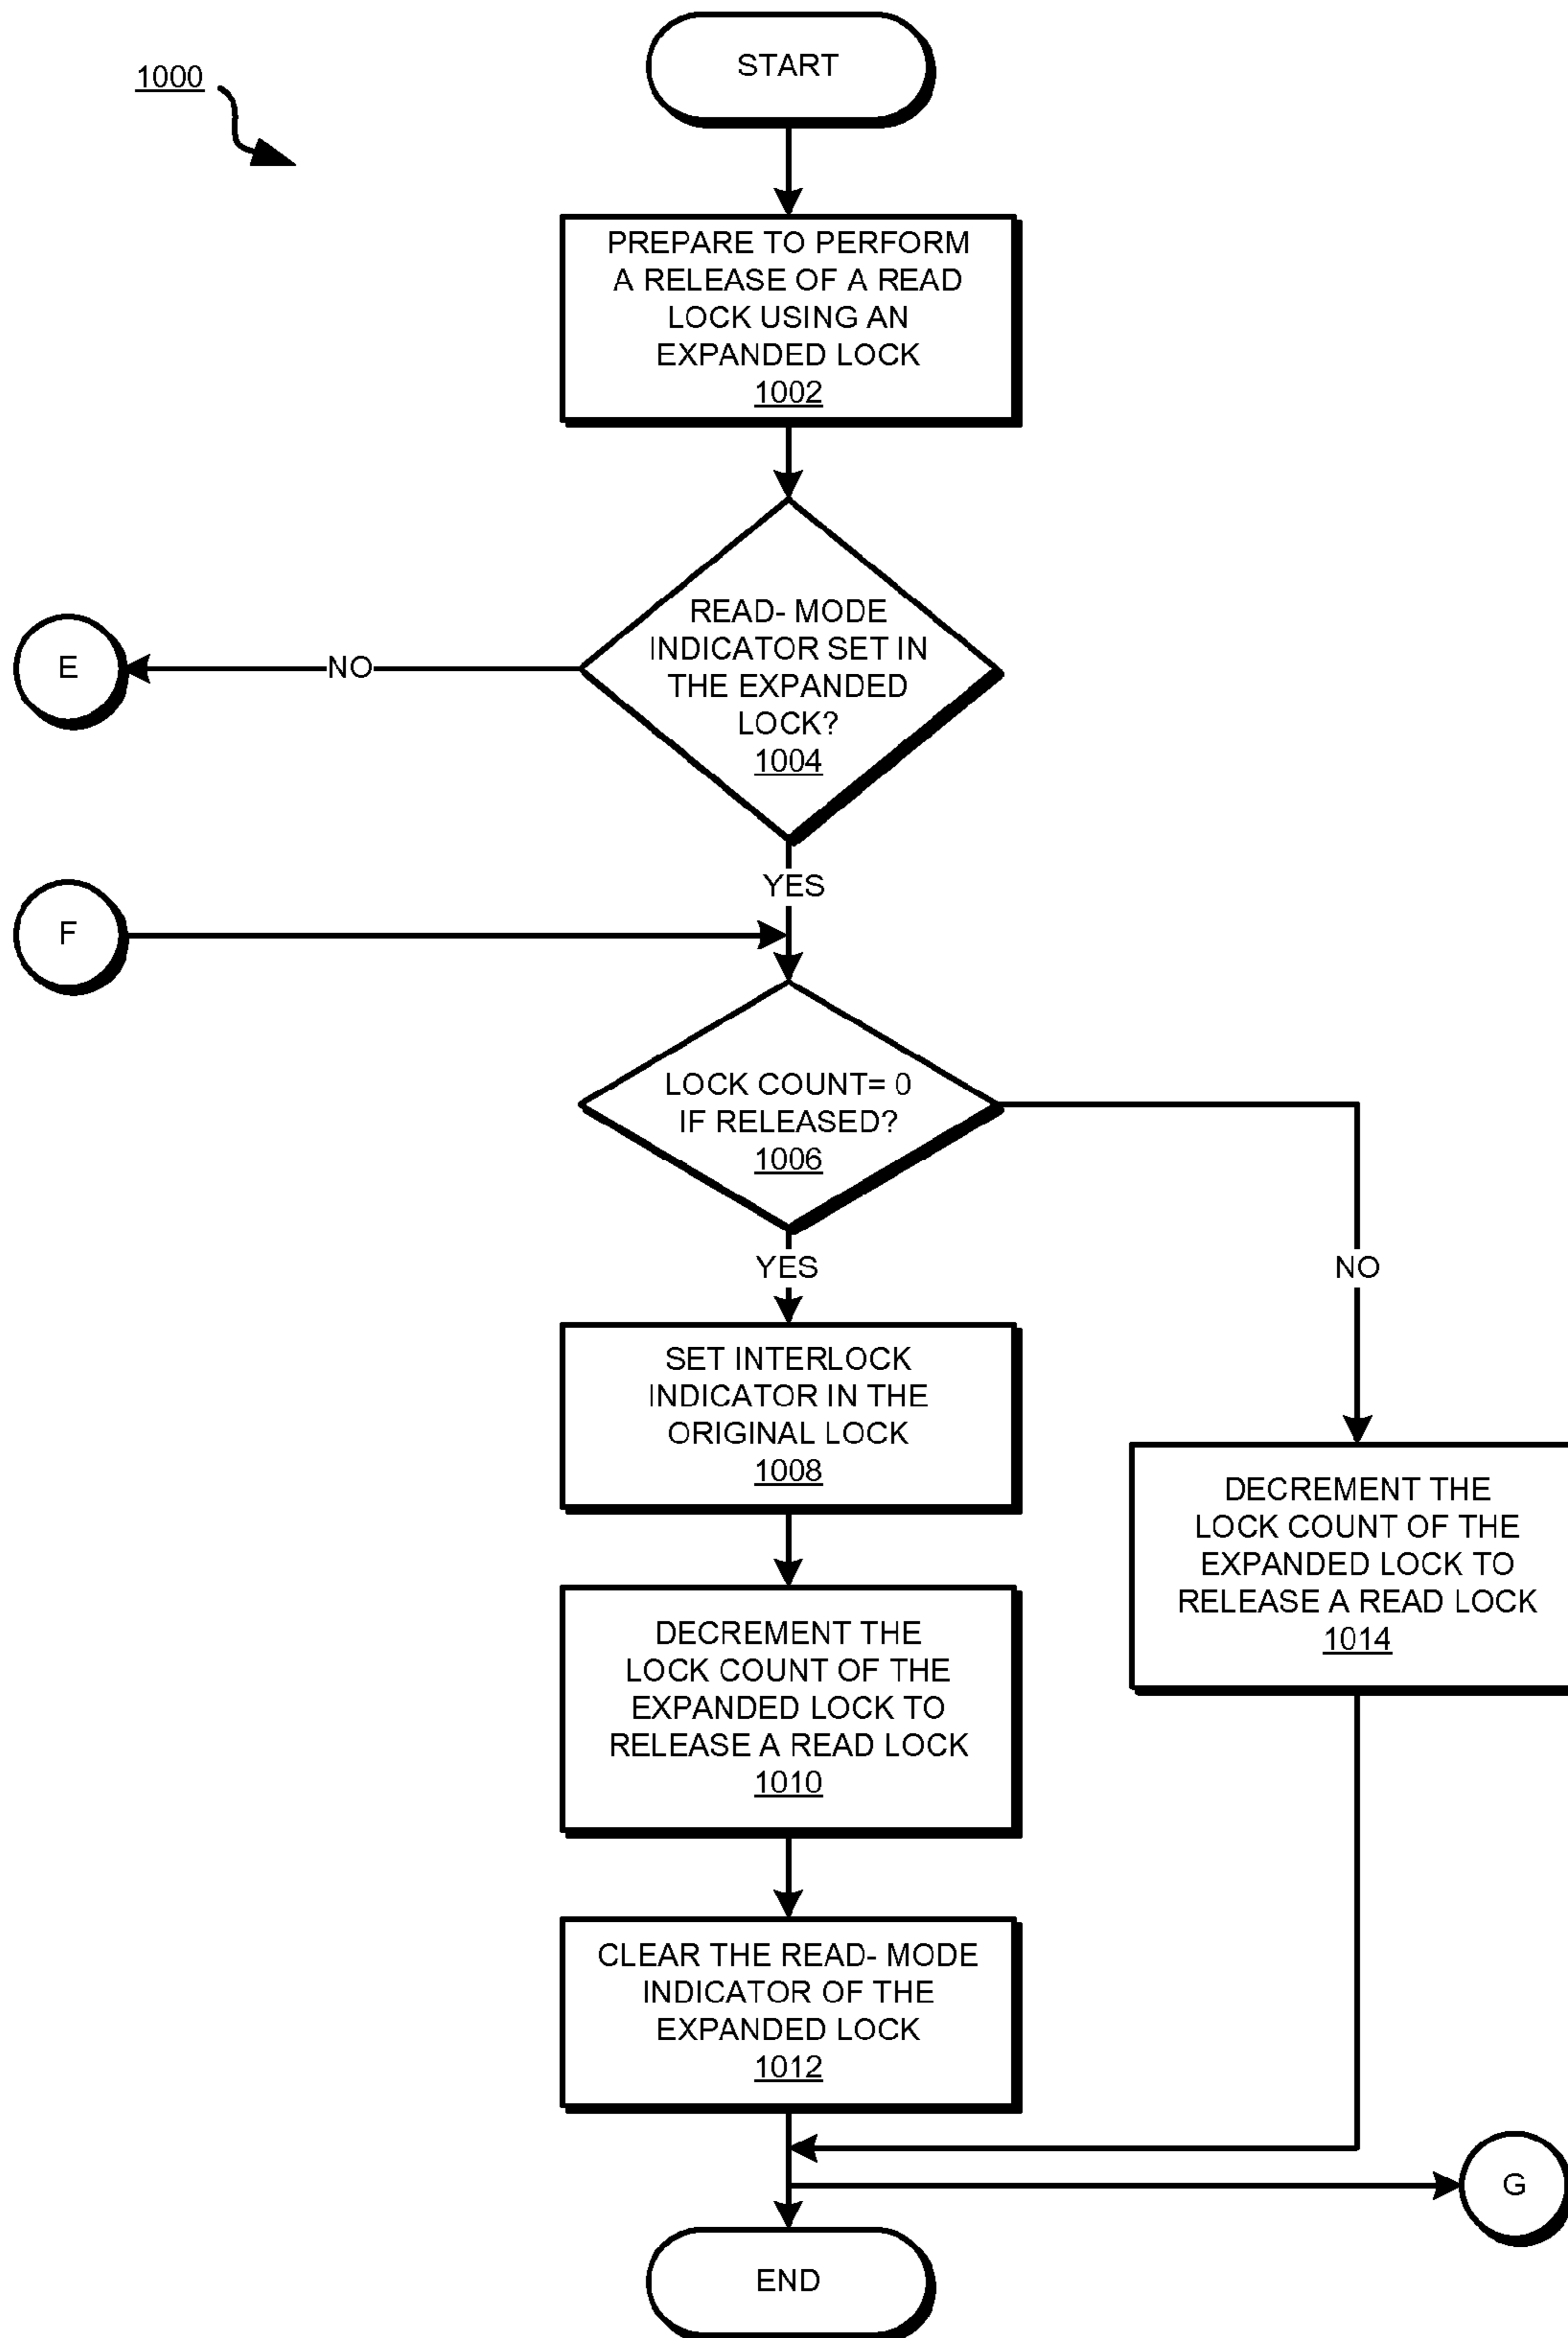 1000
START
PREPARE TO PERFORM
A RELEASE OF A READ
LOCK USING AN
EXPANDED LOCK
1002
READ- MODE
INDICATOR SET IN
THE EXPANDED
LOCK?
1004
NO
E
YES
F
LOCK COUNT= 0
IF RELEASED?
1006
YES
NO
SET INTERLOCK
INDICATOR IN THE
ORIGINAL LOCK
1008
DECREMENT THE
LOCK COUNT OF THE
EXPANDED LOCK TO
RELEASE A READ LOCK
1014
DECREMENT THE
LOCK COUNT OF THE
EXPANDED LOCK TO
RELEASE A READ LOCK
1010
CLEAR THE READ- MODE
INDICATOR OF THE
EXPANDED LOCK
1012
G
END